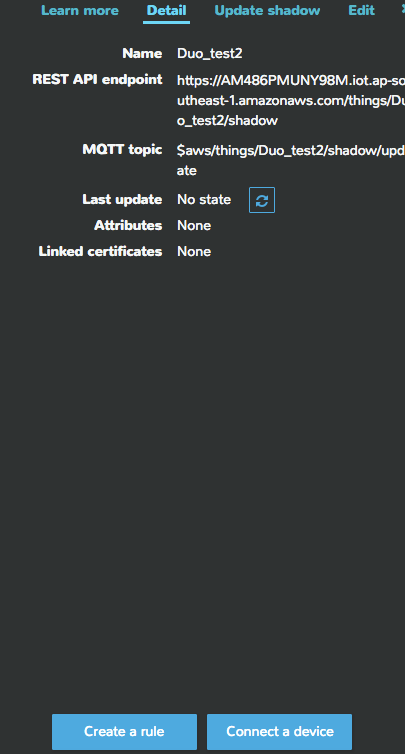 Learn more Detail Update shadow Edit
Name Duo_test2
REST API endpoint https://AM486PMUNY98M.iot.ap-so
utheast-1.amazonaws.com/things/Du
o_test2/shadow
MQTT topic $aws/things/Duo_test2/shadow/upd
ate
Last update No state
Attributes None
Linked certificates None
Create a rule Connect a device